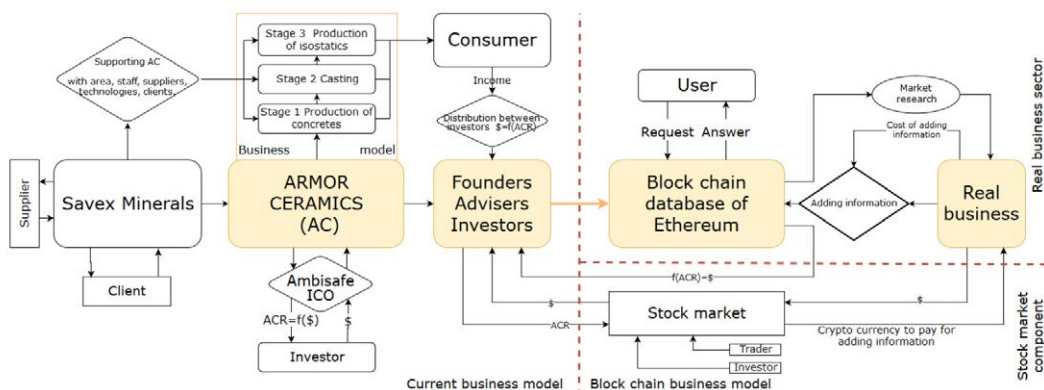 Supporting AC
with area, staff, suppliers,
technologies, clients,
Supplier
Savex Minerals
Client
Stage 3 Production
of isostatics
Stage 2 Casting
Stage 1 Production of
concretes
Business model
ARMOR
CERAMICS
(AC)
Ambisafe
ICO
ACR=f($)
$
Investor
Consumer
Income
Distribution between
investors $=f(ACR)
Founders
Advisers
Investors
$
ACR
Current business model
User
Request
Answer
Block chain
database of
Ethereum
f(ACR)=$
Market
research
Cost of adding
information
Adding information
Real
business
Stock market
$
Crypto currency to pay for
adding information
Trader
Investor
Block chain business model
Real business sector
Stock market
component